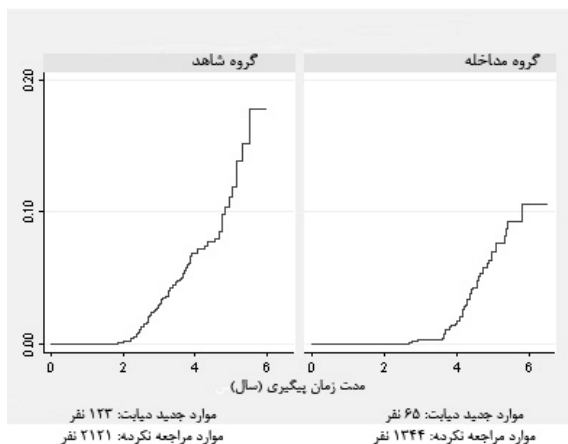 گروه مداخله
گروه شاهد
0.20
0.10
0.00
0 2 4 6
0 2 4 6
مدت زمان پیگیری (سال)
موارد جدید دیابت: ۶۵ نفر
موارد مراجعه نکرده: ۱۳۴۴ نفر
موارد جدید دیابت: ۱۲۳ نفر
موارد مراجعه نکرده: ۲۱۲۱ نفر